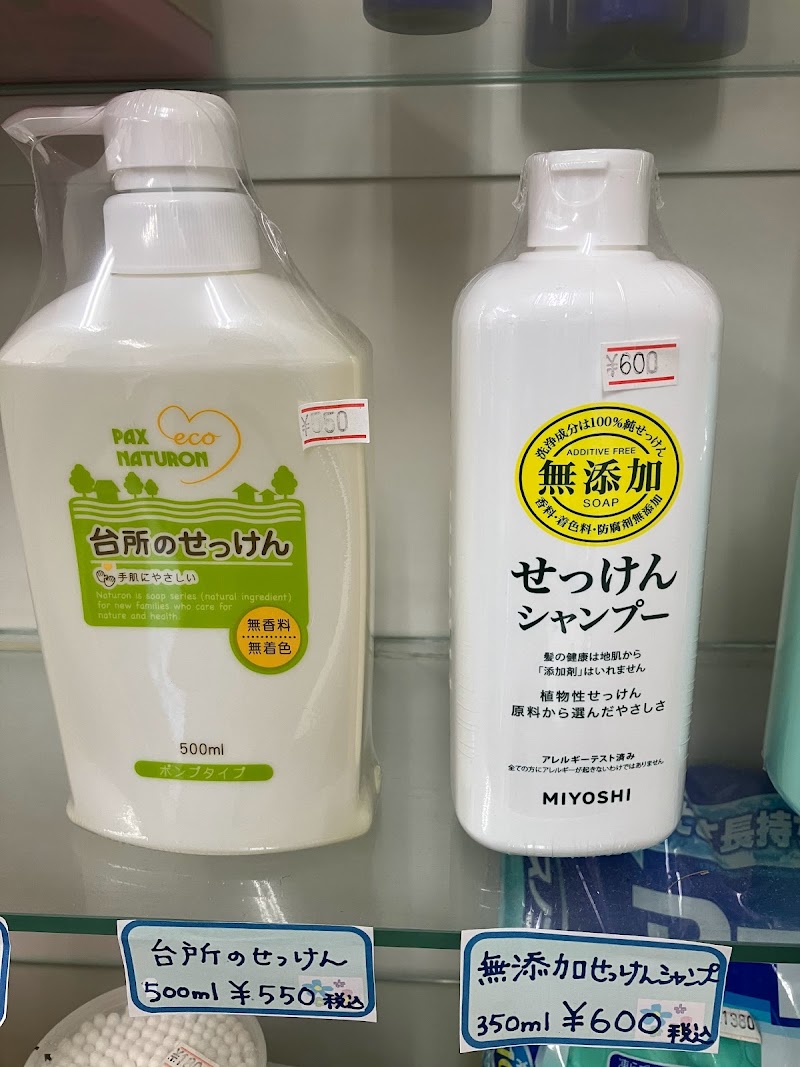 PAX
NATURON
eco
¥550
台所のせっけん
手肌にやさしい
Naturon is soap series (natural ingredient)
for new families who care for
nature and health.
無香料
無着色
500ml
ポンプタイプ
¥600
洗浄成分は100%純せっけん
ADDITIVE FREE
無添加
SOAP
香料・着色料・防腐剤無添加
せっけん
シャンプー
髪の健康は地肌から
「添加剤」はいれません
植物性せっけん
原料から選んだやさしさ
アレルギーテスト済み
全ての方にアレルギーが起きないわけではありません
MIYOSHI
長持
台所のせっけん
500ml ¥550 税込
無添加せっけんシャンプ
350ml ¥600 税込
1380